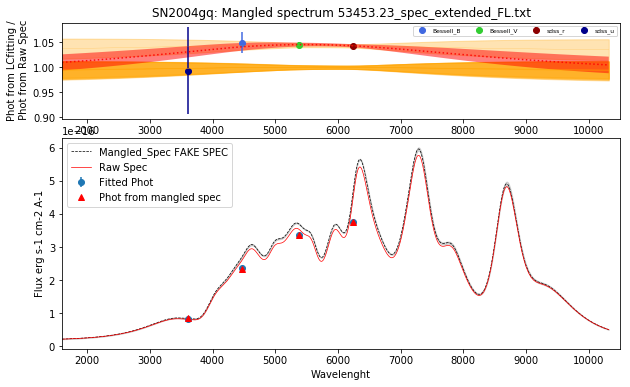 SN2004gq: Mangled spectrum 53453.23_spec_extended_FL.txt
Phot from LCfitting /
Phot from Raw Spec
1.05
1.00
0.95
0.90
Bessell_B Bessell_V sdss_r sdss_u
2000 3000 4000 5000 6000 7000 8000 9000 10000
1e−16
Flux erg s-1 cm-2 A-1
6
5
4
3
2
1
0
Mangled_Spec FAKE SPEC
Raw Spec
Fitted Phot
Phot from mangled spec
2000 3000 4000 5000 6000 7000 8000 9000 10000
Wavelenght